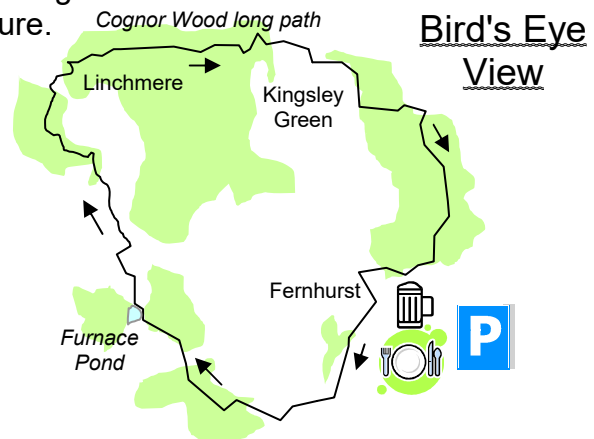 ure.
Cognor Wood long path
Bird's Eye
View
Linchmere
Kingsley
Green
Fernhurst
Furnace
Pond
P